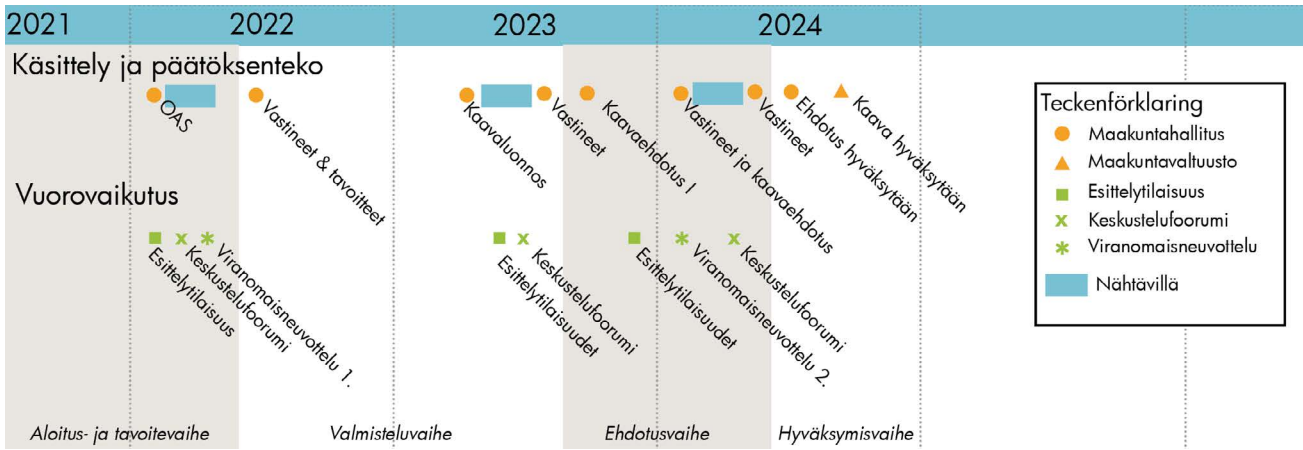 2021
2022
2023
2024
Käsittely ja päätöksenteko
OAS
Vastineet & tavoitteet
Kaavaluonnos
Vastineet
Kaavaehdotus I
Vastineet ja kaavaehdotus
Vastineet
Ehdotus hyväksytään
Kaava hyväksytään
Vuorovaikutus
Esittelytilaisuus
Keskustelufoorumi
Viranomaisneuvottelu 1.
Esittelytilaisuudet
Keskustelufoorumi
Esittelytilaisuudet
Viranomaisneuvottelu 2.
Keskustelufoorumi
Aloitus- ja tavoitevaihe
Valmisteluvaihe
Ehdotusvaihe
Hyväksymisvaihe
Teckenförklaring
Maakuntahallitus
Maakuntavaltuusto
Esittelytilaisuus
Keskustelufoorumi
Viranomaisneuvottelu
Nähtävillä